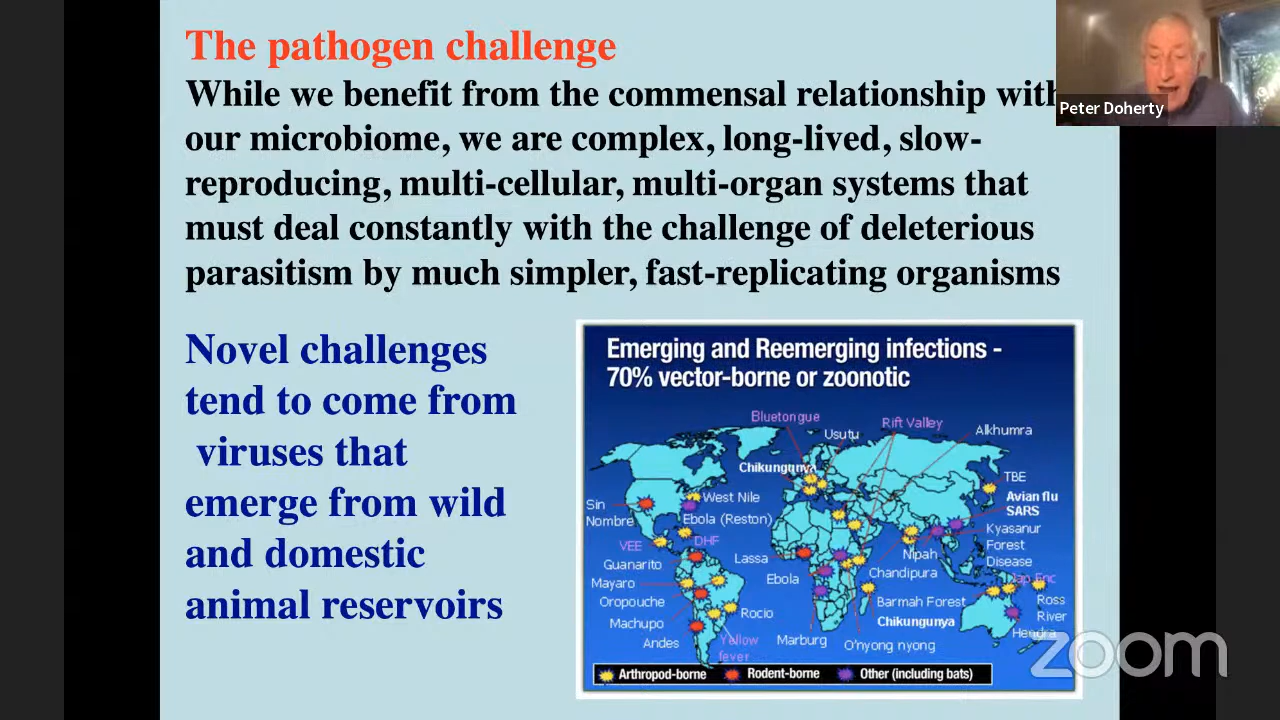 The pathogen challenge
While we benefit from the commensal relationship with
our microbiome, we are complex, long-lived, slow-
reproducing, multi-cellular, multi-organ systems that
must deal constantly with the challenge of deleterious
parasitism by much simpler, fast-replicating organisms
Peter Doherty
Novel challenges
tend to come from
viruses that
emerge from wild
and domestic
animal reservoirs
Emerging and Reemerging infections -
70% vector-borne or zoonotic
Bluetongue
Rift Valley
Usutu
Alkhumra
Chikungunya
TBE
Avian flu
SARS
Sin
Nombre
West Nile
Ebola (Reston)
VEE
DHF
Guanarito
Lassa
Nipah
Kyasanur
Forest
Disease
Mayaro
Ebola
Chandipura
Jap Enc
Oropouche
Rocio
Barmah Forest
Ross
River
Machupo
Chikungunya
Hendra
Andes
Yellow
fever
Marburg
O'nyong nyong
Arthropod-borne
Rodent-borne
Other (including bats)
zoom